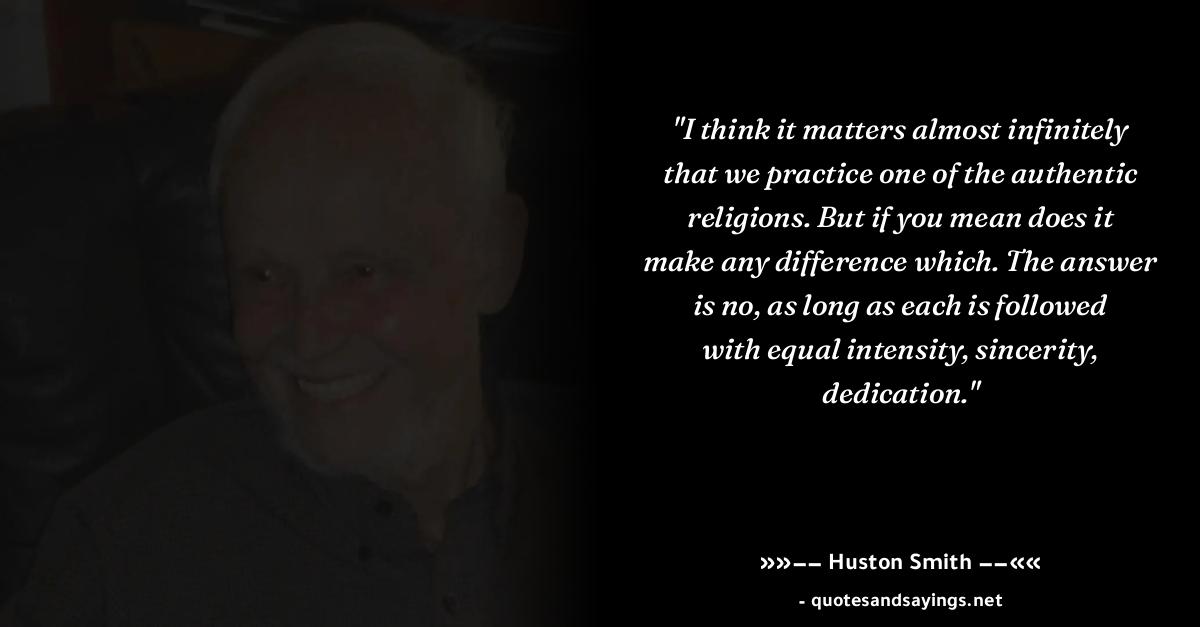 "I think it matters almost infinitely
that we practice one of the authentic
religions. But if you mean does it
make any difference which. The answer
is no, as long as each is followed
with equal intensity, sincerity,
dedication."
»»−− Huston Smith −−««
- quotesandsayings.net